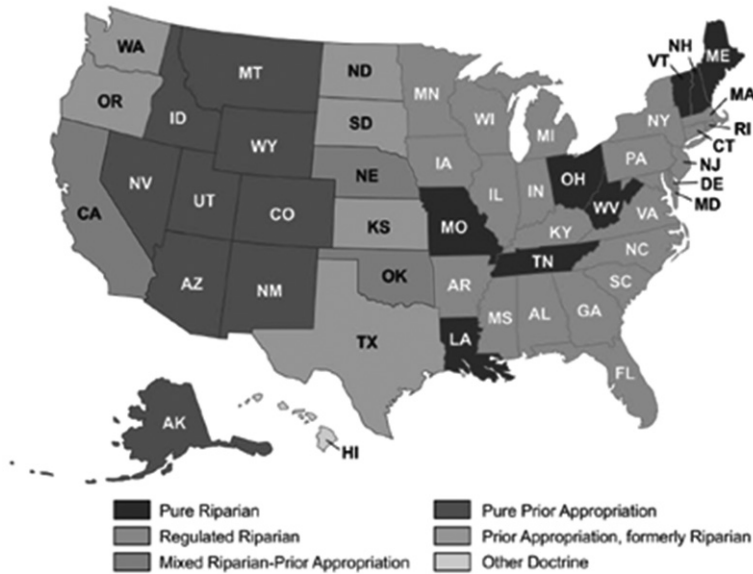 WA
MT
ND
MN
VT
NH
ME
OR
ID
SD
WI
MI
NY
MA
RI
CT
WY
IA
PA
NJ
DE
MD
NV
UT
CO
NE
IL
IN
OH
WV
VA
CA
KS
MO
KY
NC
TN
AZ
NM
OK
AR
SC
MS
AL
GA
TX
LA
FL
AK
HI
Pure Riparian
Regulated Riparian
Mixed Riparian-Prior Appropriation
Pure Prior Appropriation
Prior Appropriation, formerly Riparian
Other Doctrine